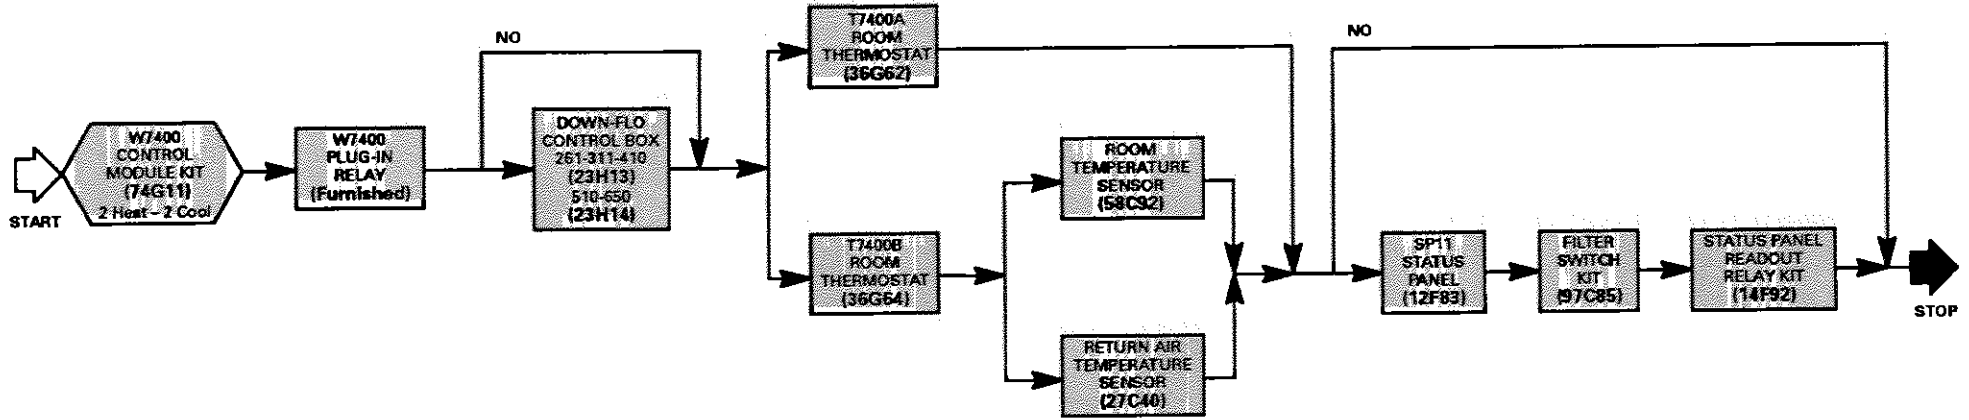 START
W7400
CONTROL
MODULE KIT
(74G11)
2 Heat – 2 Cool
W7400
PLUG-IN
RELAY
(Furnished)
NO
DOWN-FLO
CONTROL BOX
261-311-410
(23H13)
510-650
(23H14)
T7400A
ROOM
THERMOSTAT
(36G62)
T7400B
ROOM
THERMOSTAT
(36G64)
ROOM
TEMPERATURE
SENSOR
(58C92)
RETURN AIR
TEMPERATURE
SENSOR
(27C40)
NO
SP11
STATUS
PANEL
(12F83)
FILTER
SWITCH
KIT
(97C85)
STATUS PANEL
READOUT
RELAY KIT
(14F92)
STOP